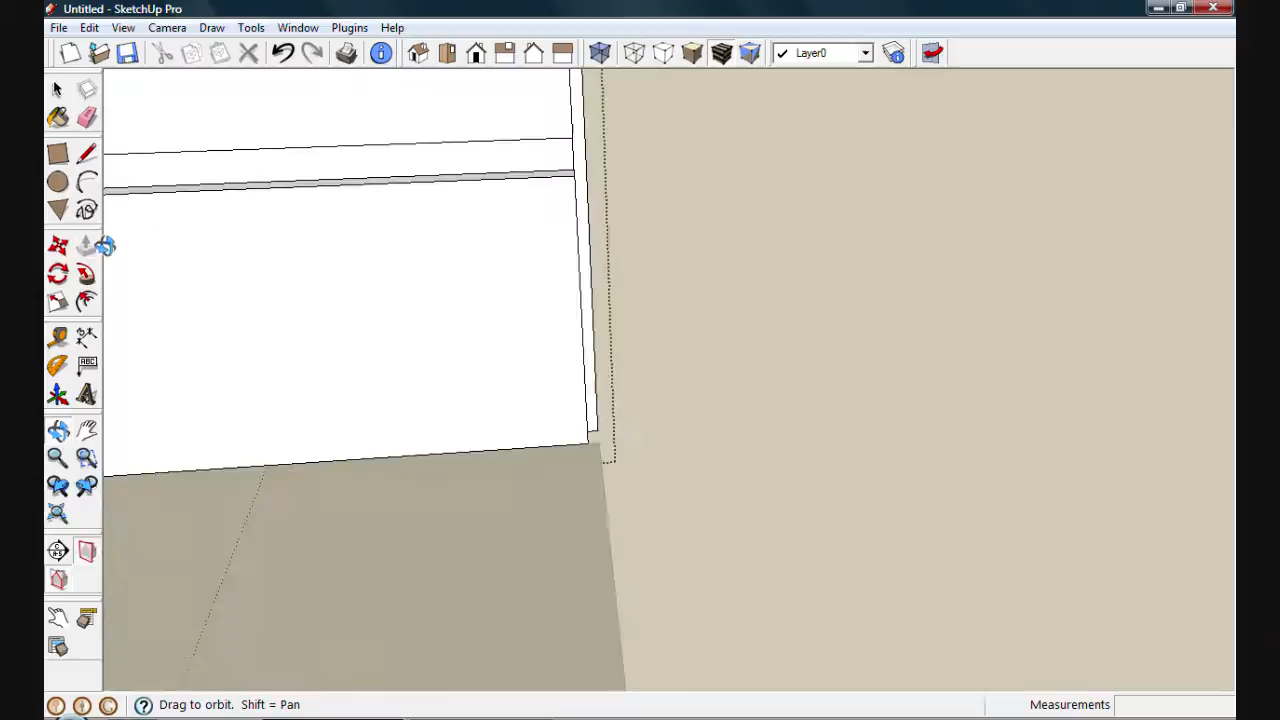 Untitled - SketchUp Pro
File Edit View Camera Draw Tools Window Plugins Help
Layer0
ABC
Drag to orbit. Shift = Pan
Measurements